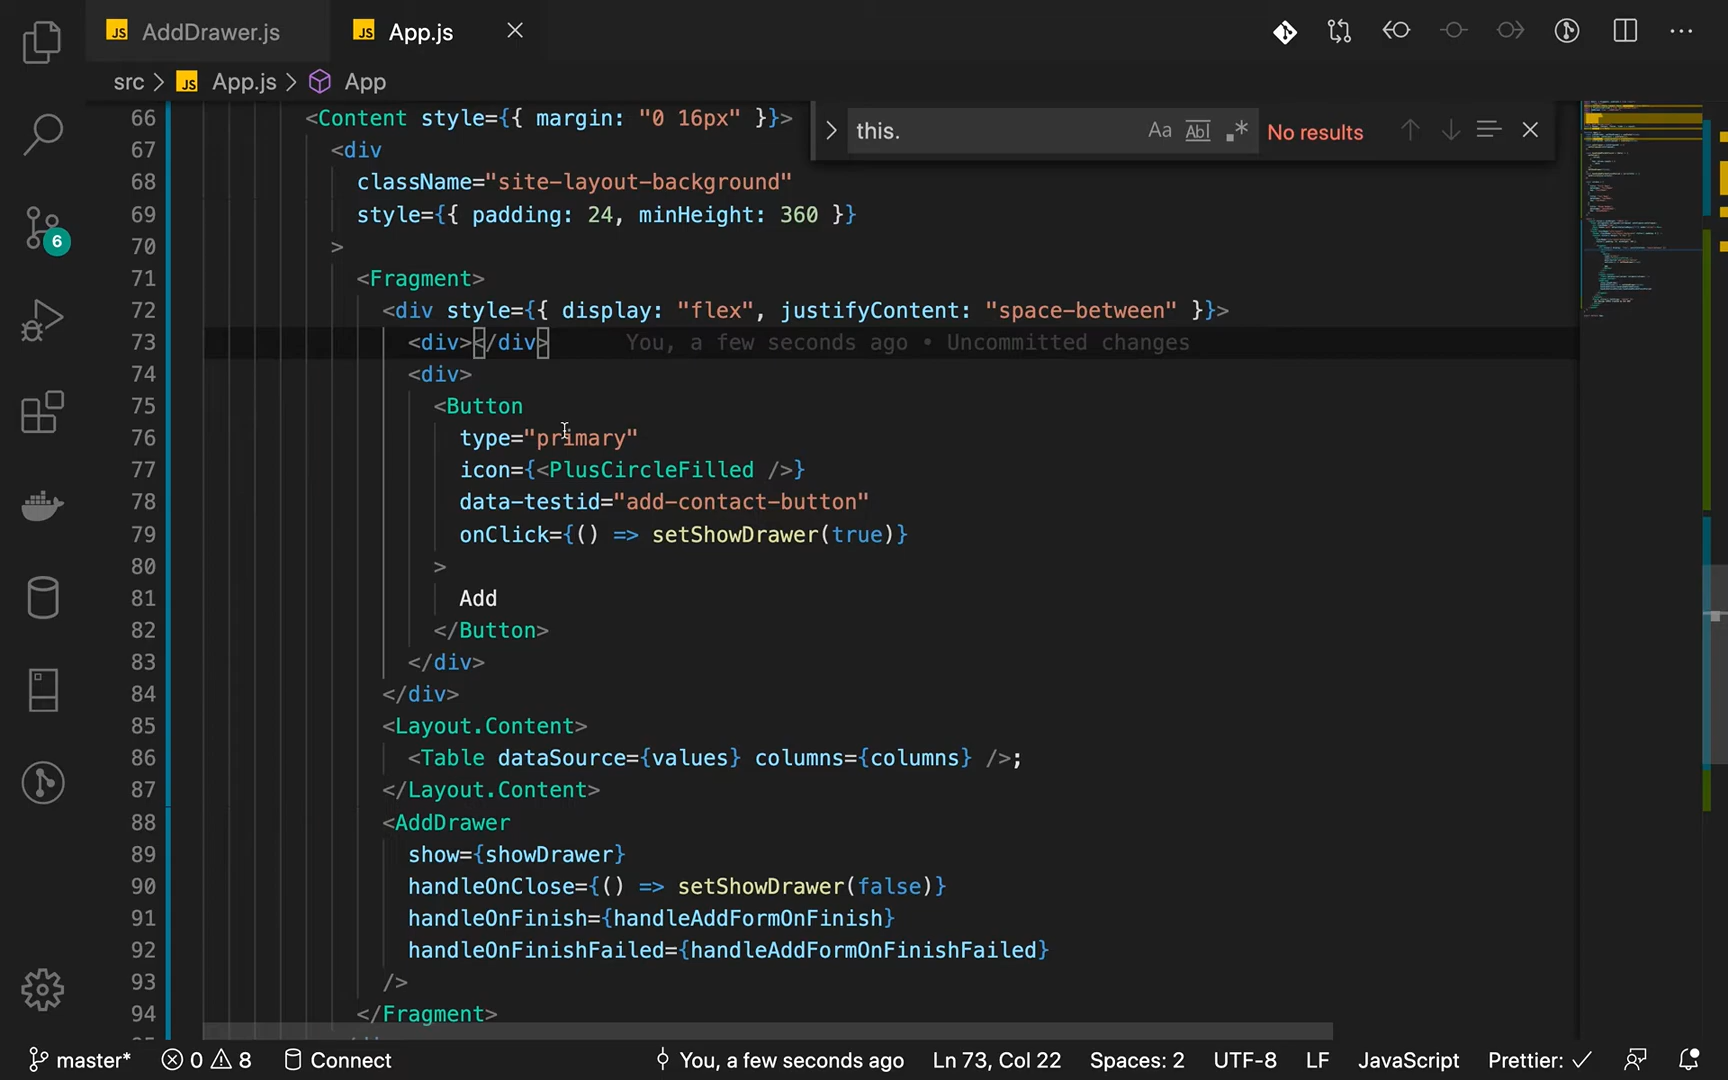 AddDrawer.js
App.js
src > App.js > App
this.
No results
66 <Content style={{ margin: "0 16px" }}>
67 <div
68 className="site-layout-background"
69 style={{ padding: 24, minHeight: 360 }}
70 >
71 <Fragment>
72 <div style={{ display: "flex", justifyContent: "space-between" }}>
73 <div></div> You, a few seconds ago • Uncommitted changes
74 <div>
75 <Button
76 type="primary"
77 icon={<PlusCircleFilled />}
78 data-testid="add-contact-button"
79 onClick={() => setShowDrawer(true)}
80 >
81 Add
82 </Button>
83 </div>
84 </div>
85 <Layout.Content>
86 <Table dataSource={values} columns={columns} />;
87 </Layout.Content>
88 <AddDrawer
89 show={showDrawer}
90 handleOnClose={() => setShowDrawer(false)}
91 handleOnFinish={handleAddFormOnFinish}
92 handleOnFinishFailed={handleAddFormOnFinishFailed}
93 />
94 </Fragment>
6
master* 0 8 Connect You, a few seconds ago Ln 73, Col 22 Spaces: 2 UTF-8 LF JavaScript Prettier: ✓